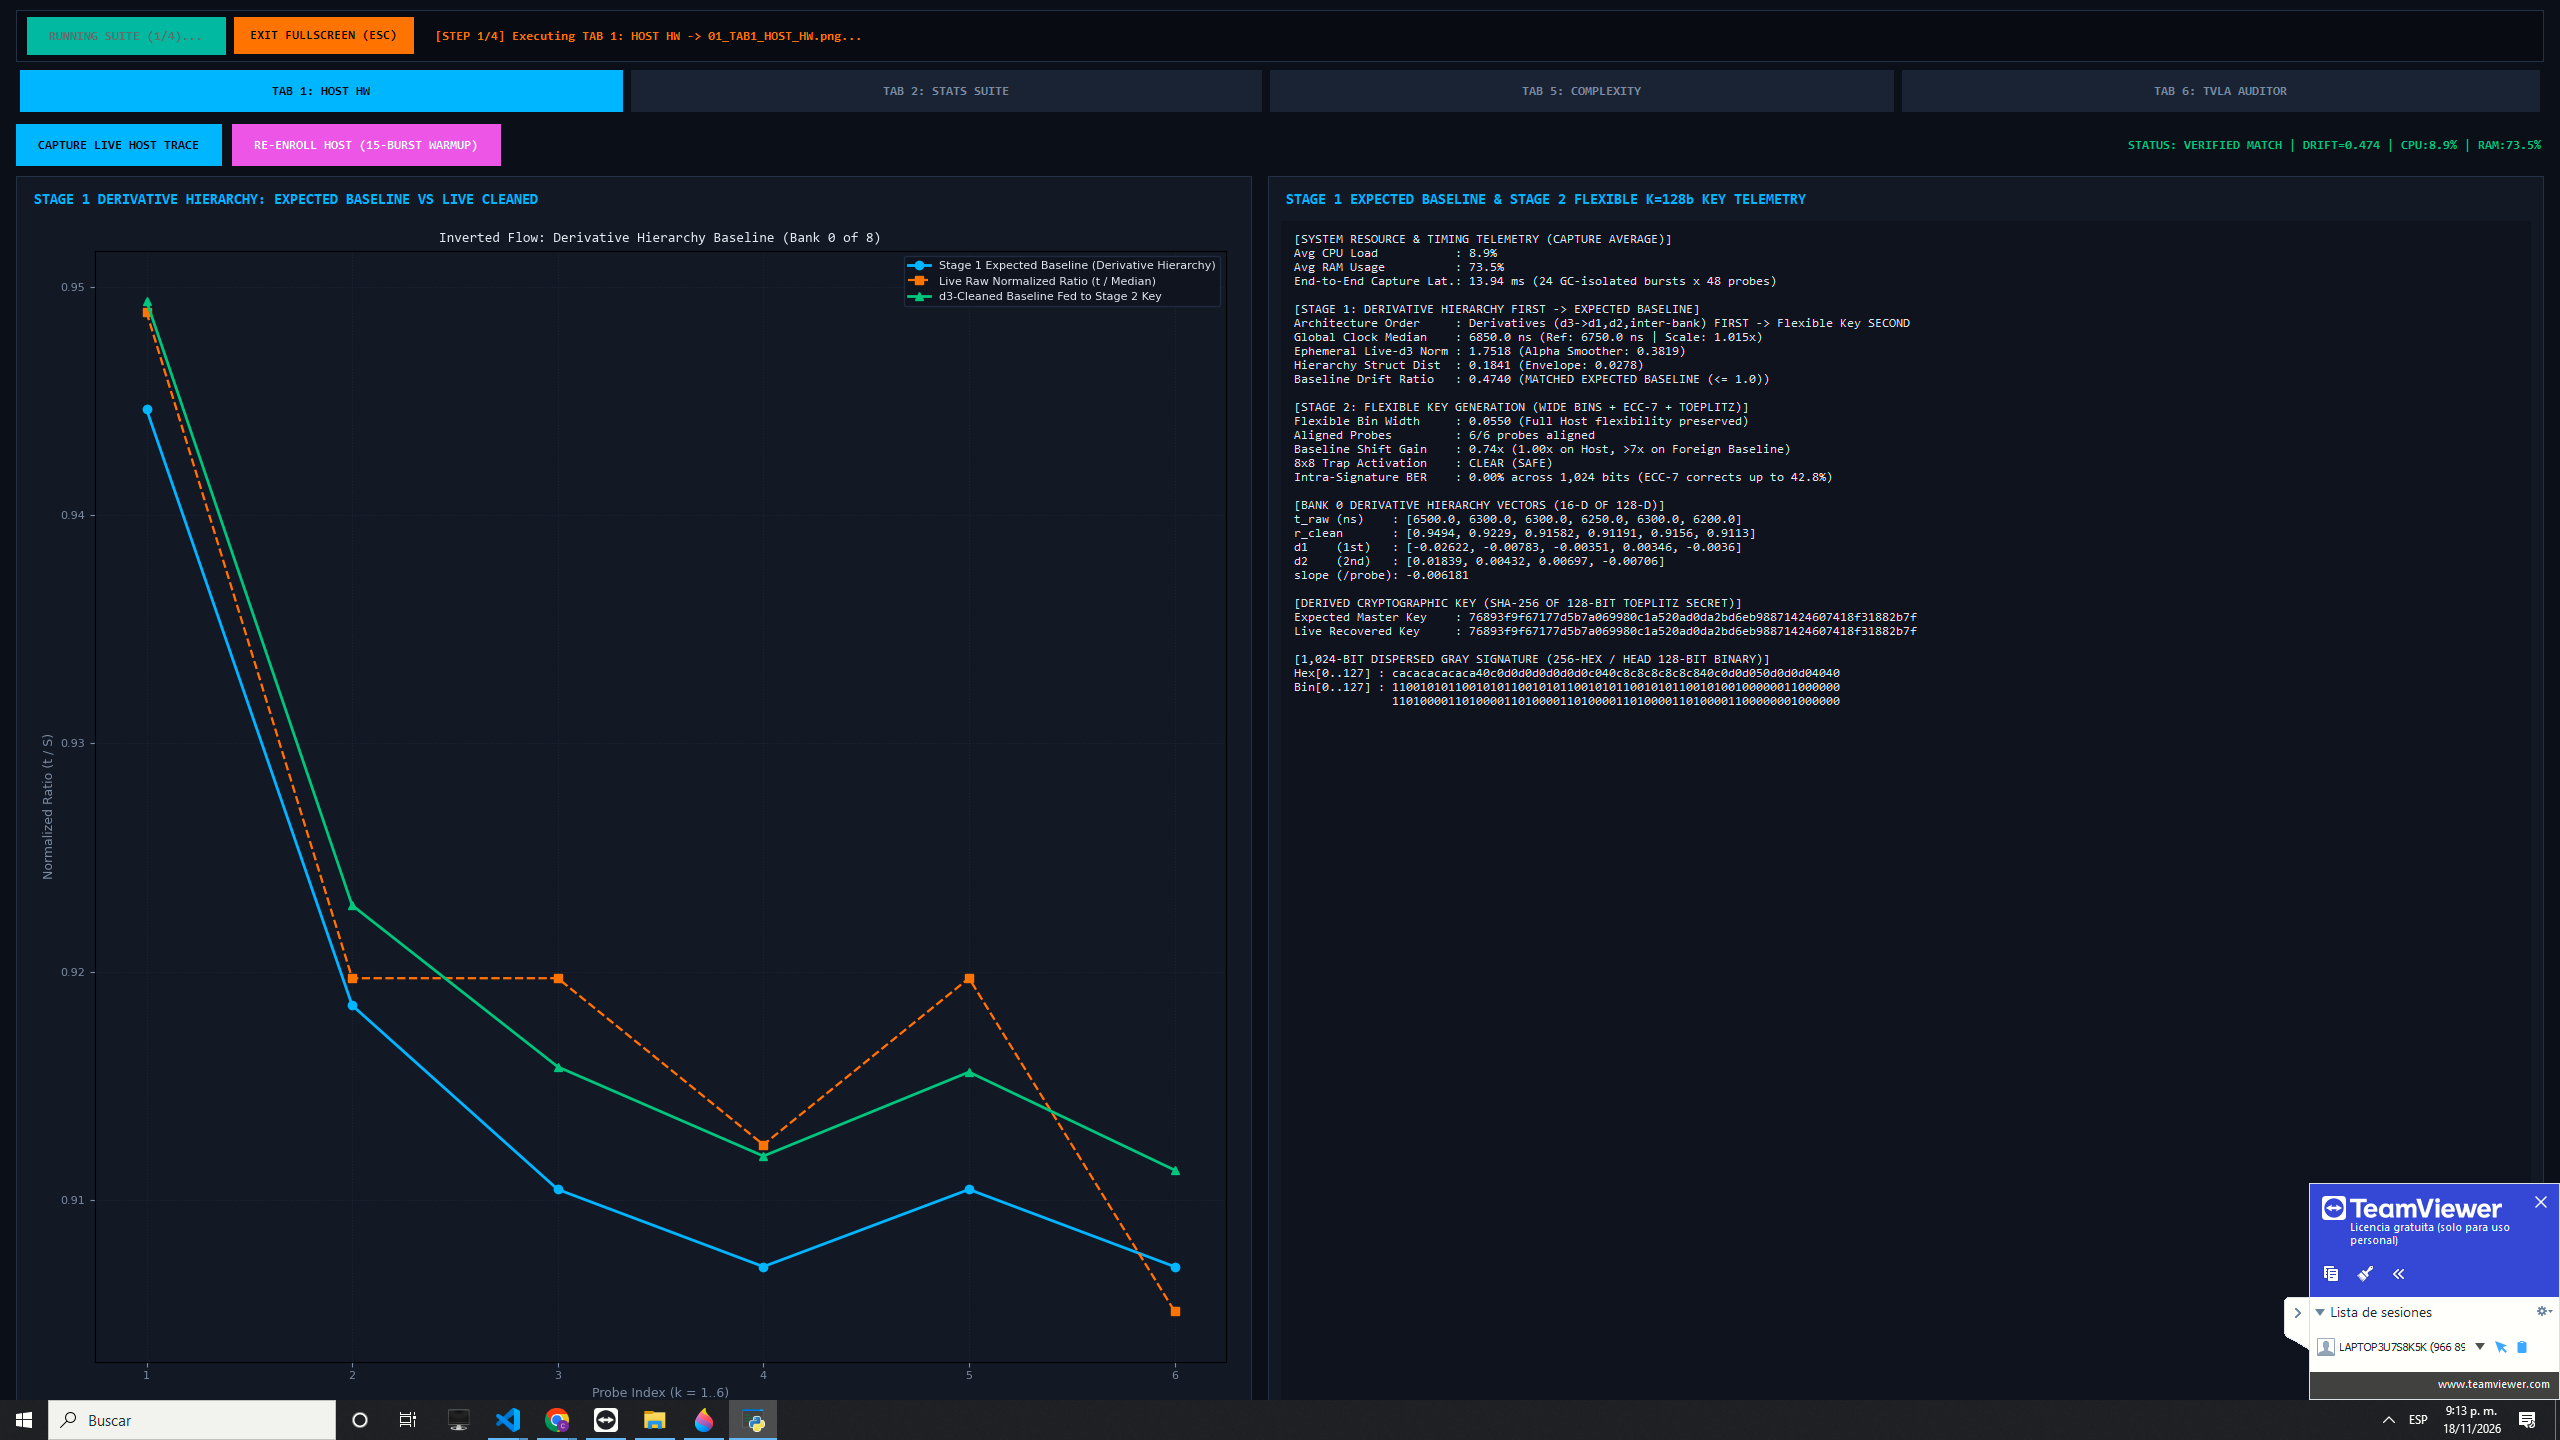 RUNNING SUITE (1/4)...
EXIT FULLSCREEN (ESC)
[STEP 1/4] Executing TAB 1: HOST HW -> 01_TAB1_HOST_HW.png...
TAB 1: HOST HW
TAB 2: STATS SUITE
TAB 5: COMPLEXITY
TAB 6: TVLA AUDITOR
CAPTURE LIVE HOST TRACE
RE-ENROLL HOST (15-BURST WARMUP)
STATUS: VERIFIED MATCH | DRIFT=0.474 | CPU:8.9% | RAM:73.5%
STAGE 1 DERIVATIVE HIERARCHY: EXPECTED BASELINE VS LIVE CLEANED
Inverted Flow: Derivative Hierarchy Baseline (Bank 0 of 8)
Stage 1 Expected Baseline (Derivative Hierarchy)
Live Raw Normalized Ratio (t / Median)
d3-Cleaned Baseline Fed to Stage 2 Key
0.95
0.94
0.93
0.92
0.91
Normalized Ratio (t / S)
1 2 3 4 5 6
Probe Index (k = 1..6)
STAGE 1 EXPECTED BASELINE & STAGE 2 FLEXIBLE K=128b KEY TELEMETRY
[SYSTEM RESOURCE & TIMING TELEMETRY (CAPTURE AVERAGE)]
Avg CPU Load : 8.9%
Avg RAM Usage : 73.5%
End-to-End Capture Lat.: 13.94 ms (24 GC-isolated bursts x 48 probes)
[STAGE 1: DERIVATIVE HIERARCHY FIRST -> EXPECTED BASELINE]
Architecture Order : Derivatives (d3->d1,d2,inter-bank) FIRST -> Flexible Key SECOND
Global Clock Median : 6850.0 ns (Ref: 6750.0 ns | Scale: 1.015x)
Ephemeral Live-d3 Norm : 1.7518 (Alpha Smoother: 0.3819)
Hierarchy Struct Dist : 0.1841 (Envelope: 0.0278)
Baseline Drift Ratio : 0.4740 (MATCHED EXPECTED BASELINE (<= 1.0))
[STAGE 2: FLEXIBLE KEY GENERATION (WIDE BINS + ECC-7 + TOEPLITZ)]
Flexible Bin Width : 0.0550 (Full Host flexibility preserved)
Aligned Probes : 6/6 probes aligned
Baseline Shift Gain : 0.74x (1.00x on Host, >7x on Foreign Baseline)
8x8 Trap Activation : CLEAR (SAFE)
Intra-Signature BER : 0.00% across 1,024 bits (ECC-7 corrects up to 42.8%)
[BANK 0 DERIVATIVE HIERARCHY VECTORS (16-D OF 128-D)]
t_raw (ns) : [6500.0, 6300.0, 6300.0, 6250.0, 6300.0, 6200.0]
r_clean : [0.9494, 0.9229, 0.91582, 0.91191, 0.9156, 0.9113]
d1 (1st) : [-0.02622, -0.00783, -0.00351, 0.00346, -0.0036]
d2 (2nd) : [0.01839, 0.00432, 0.00697, -0.00706]
slope (/probe): -0.006181
[DERIVED CRYPTOGRAPHIC KEY (SHA-256 OF 128-BIT TOEPLITZ SECRET)]
Expected Master Key : 76893f9f67177d5b7a069980c1a520ad0da2bd6eb98871424607418f31882b7f
Live Recovered Key : 76893f9f67177d5b7a069980c1a520ad0da2bd6eb98871424607418f31882b7f
[1,024-BIT DISPERSED GRAY SIGNATURE (256-HEX / HEAD 128-BIT BINARY)]
Hex[0..127] : cacacacacaca40c0d0d0d0d0d0d0c040c8c8c8c8c8c840c0d0d050d0d0d04040
Bin[0..127] : 1100101011001010110010101100101011001010110010100100000011000000
1101000011010000110100001101000011010000110100001100000001000000
TeamViewer
Licencia gratuita (solo para uso
personal)
Lista de sesiones
LAPTOP3U7S8K5K (966 89
www.teamviewer.com
Buscar
ESP
9:13 p. m.
18/11/2026